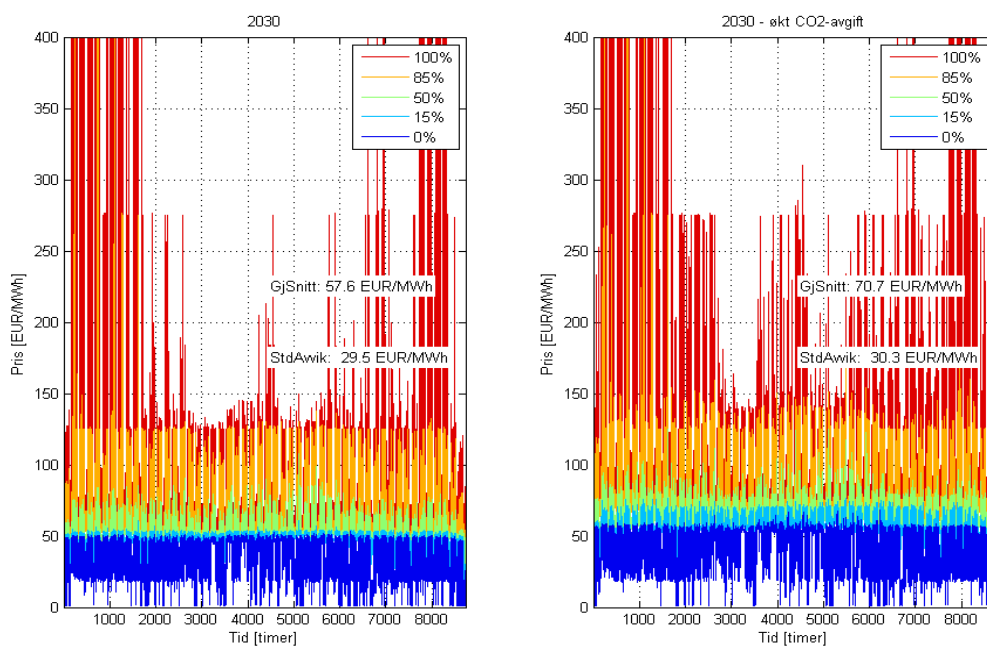 2030
400
350
300
250
200
150
100
50
0
Pris [EUR/MWh]
100%
85%
50%
15%
0%
GjSnitt: 57.6 EUR/MWh
StdAwik: 29.5 EUR/MWh
1000 2000 3000 4000 5000 6000 7000 8000
Tid [timer]
2030 - økt CO2-avgift
400
350
300
250
200
150
100
50
0
Pris [EUR/MWh]
100%
85%
50%
15%
0%
GjSnitt: 70.7 EUR/MWh
StdAwik: 30.3 EUR/MWh
1000 2000 3000 4000 5000 6000 7000 8000
Tid [timer]